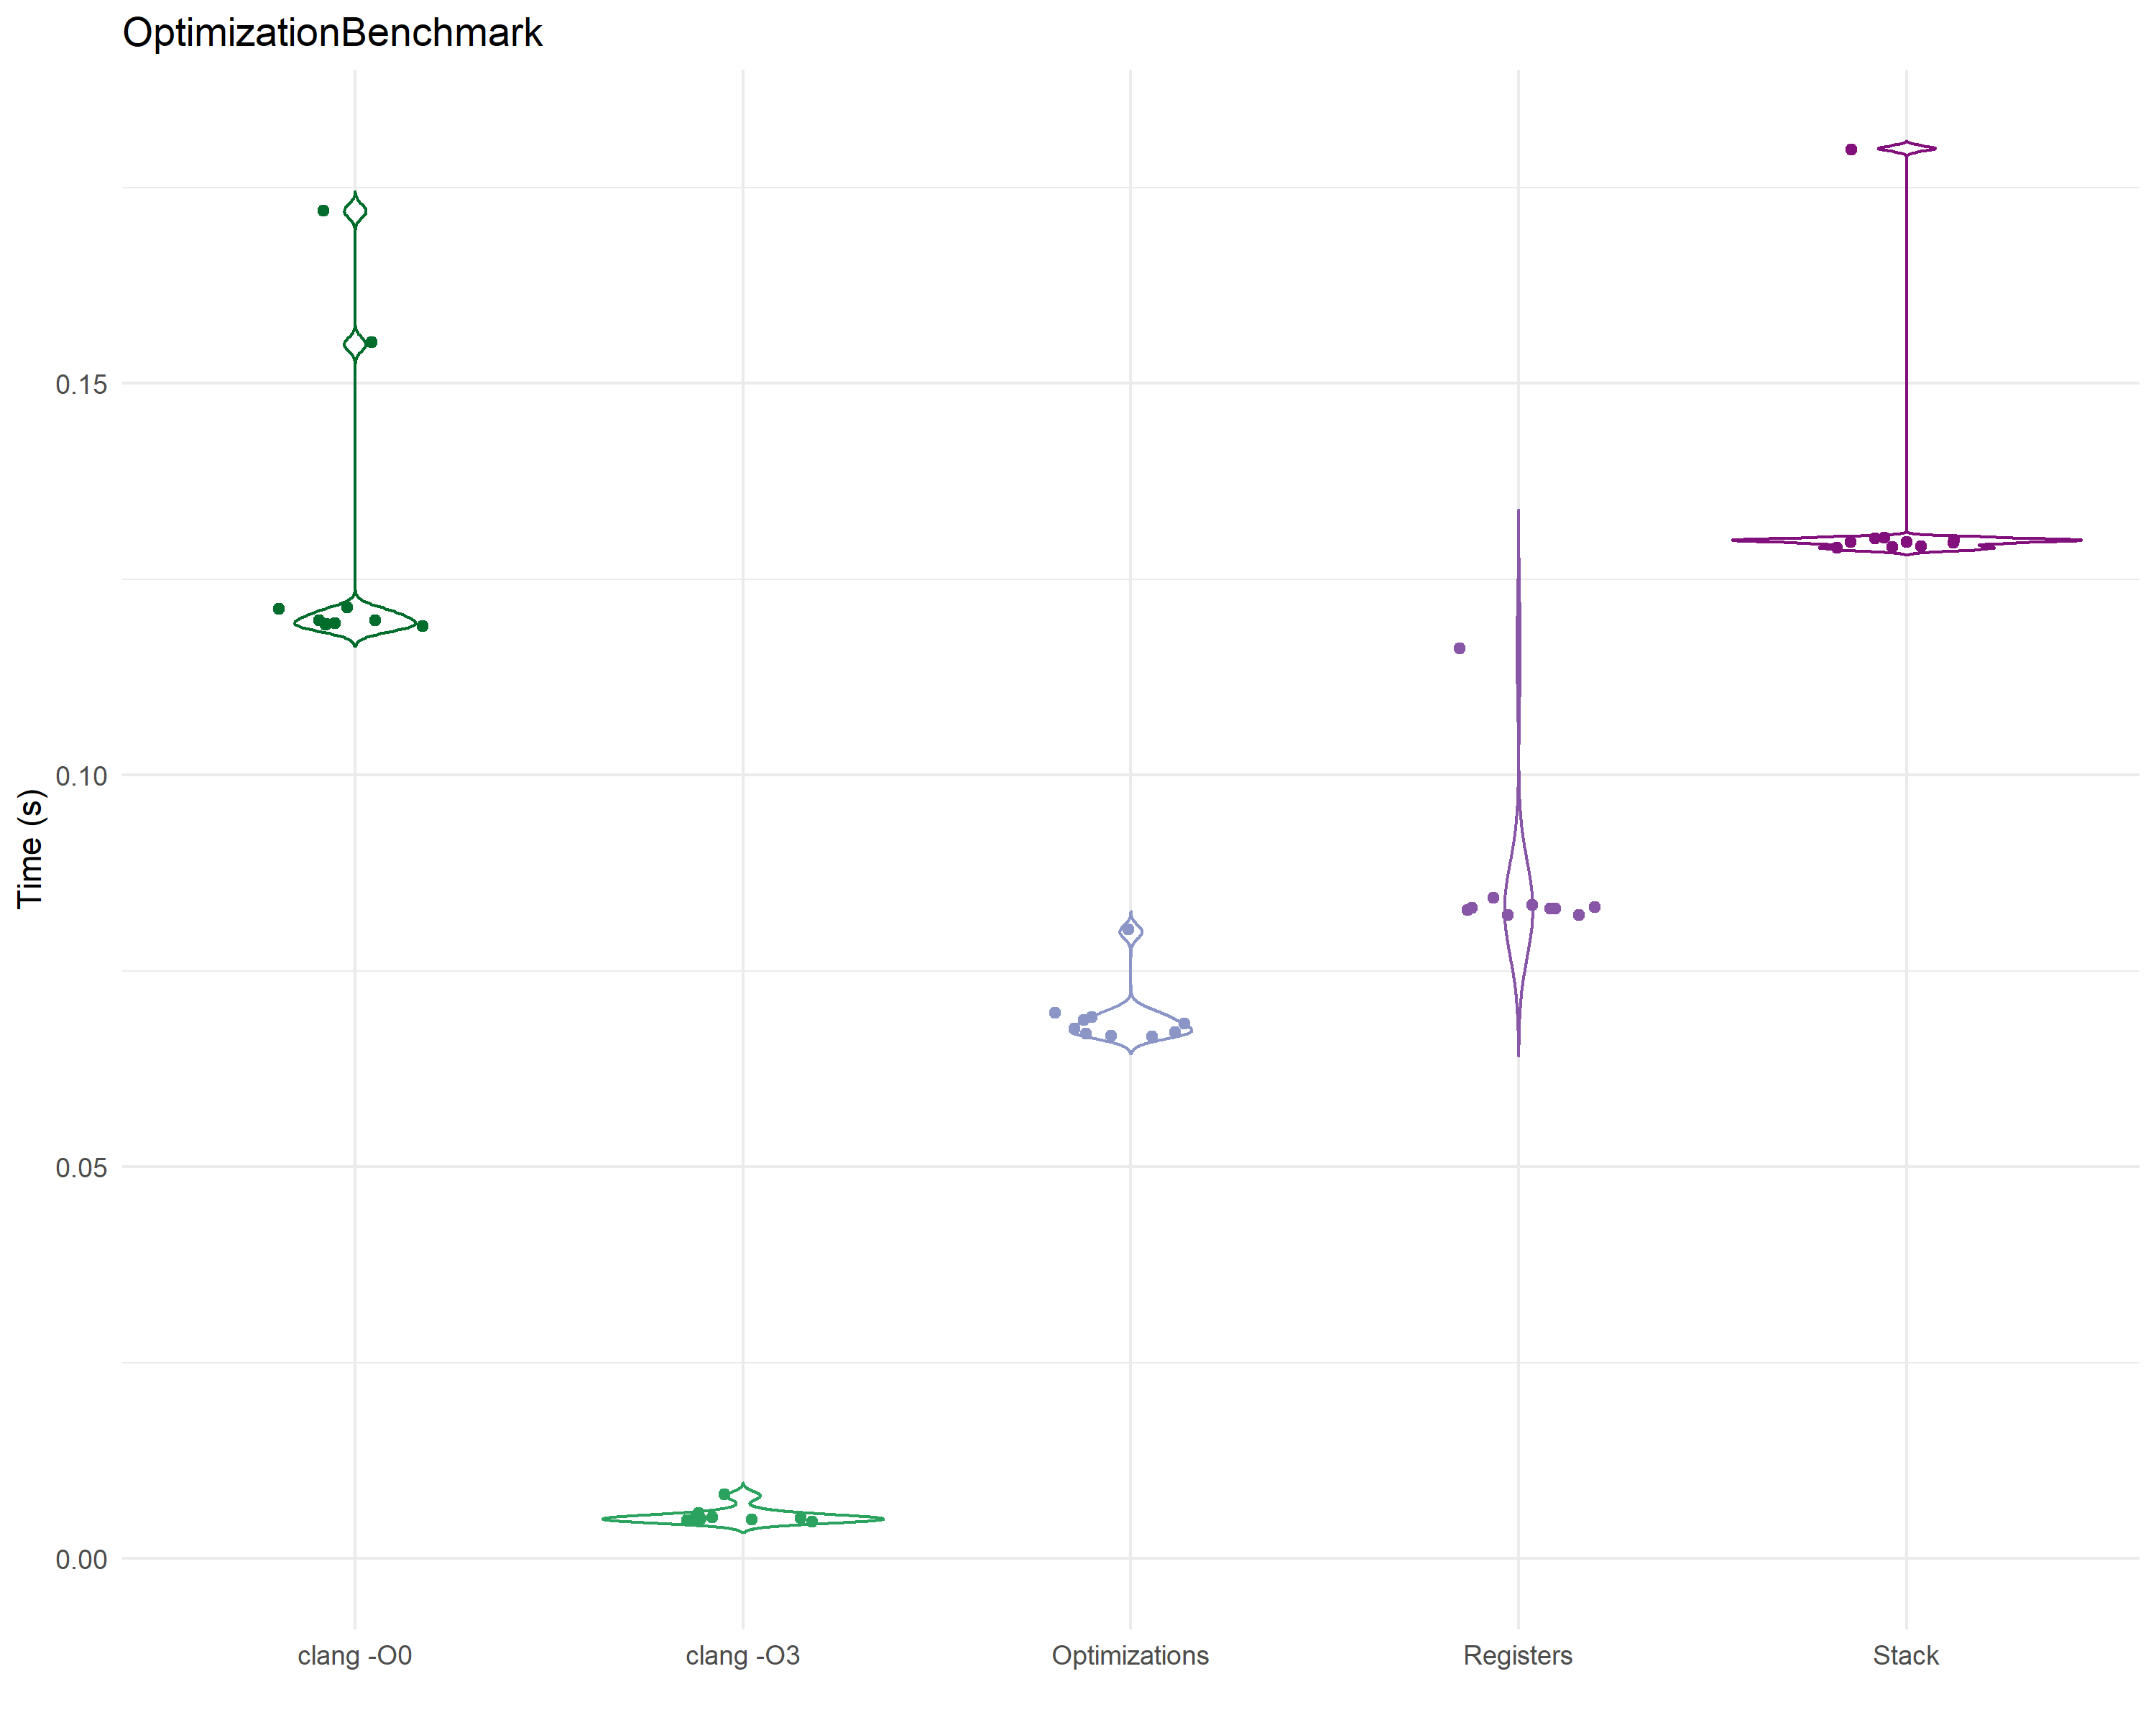 OptimizationBenchmark
Time (s)
0.15
0.10
0.05
0.00
clang -O0
clang -O3
Optimizations
Registers
Stack